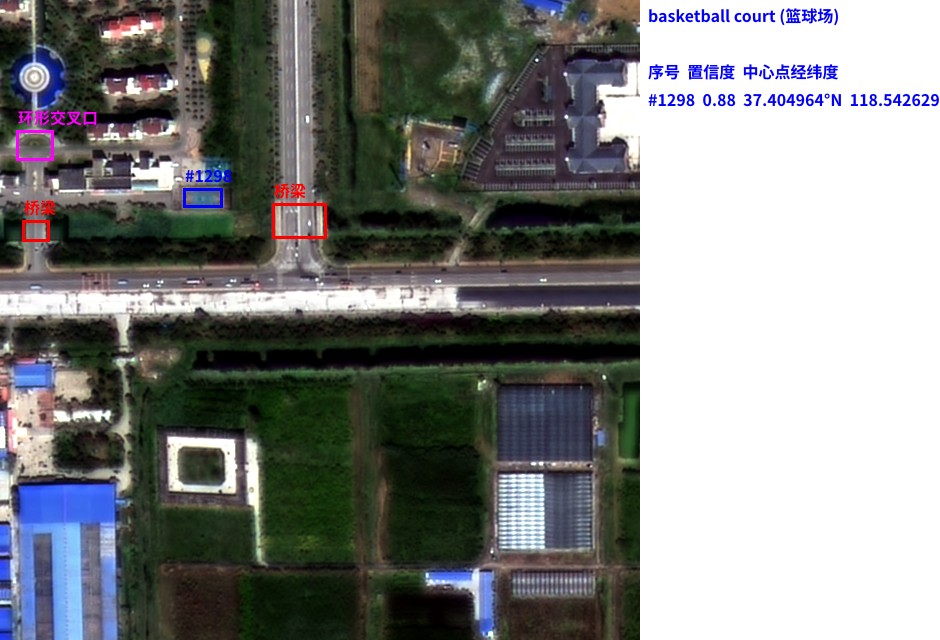 basketball court (篮球场)
序号 置信度 中心点经纬度
#1298 0.88 37.404964°N 118.542629
环形交叉口
#1298
桥梁
桥梁